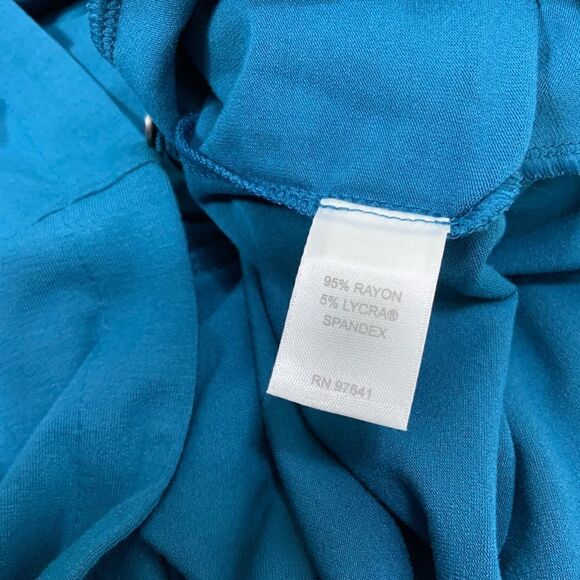 95% RAYON
5% LYCRA®
SPANDEX
RN 97641